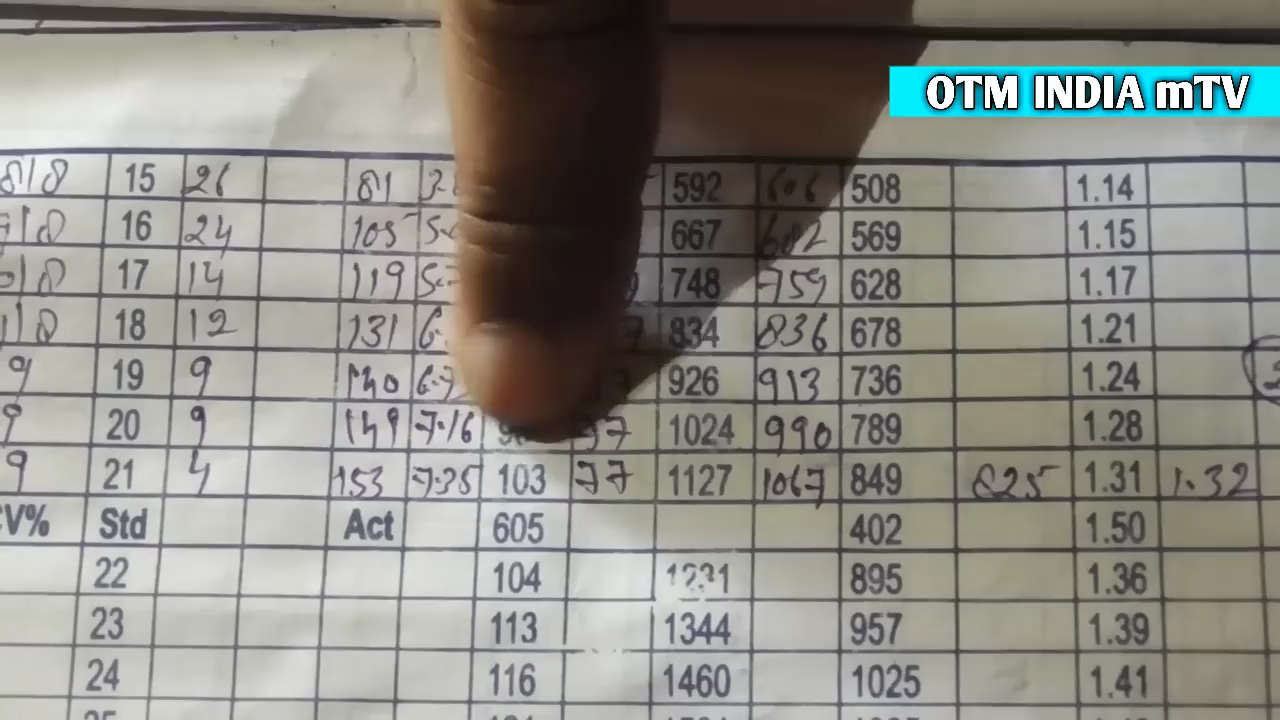 OTM INDIA mTV
818 15 26 81 592 606 508 1.14
16 24 105 667 682 569 1.15
17 14 119 748 759 628 1.17
18 12 131 834 836 678 1.21
9 19 9 140 926 913 736 1.24
9 20 9 149 7.16 77 1024 990 789 1.28
9 21 4 153 7.35 103 77 1127 1067 849 825 1.31 1.32
CV% Std Act 605 402 1.50
22 104 1231 895 1.36
23 113 1344 957 1.39
24 116 1460 1025 1.41